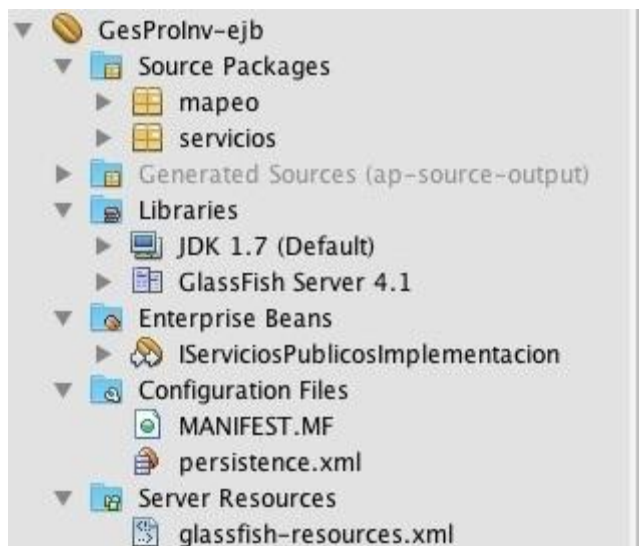 GesProInv-ejb
Source Packages
mapeo
servicios
Generated Sources (ap-source-output)
Libraries
JDK 1.7 (Default)
GlassFish Server 4.1
Enterprise Beans
IServiciosPublicosImplementacion
Configuration Files
MANIFEST.MF
persistence.xml
Server Resources
glassfish-resources.xml